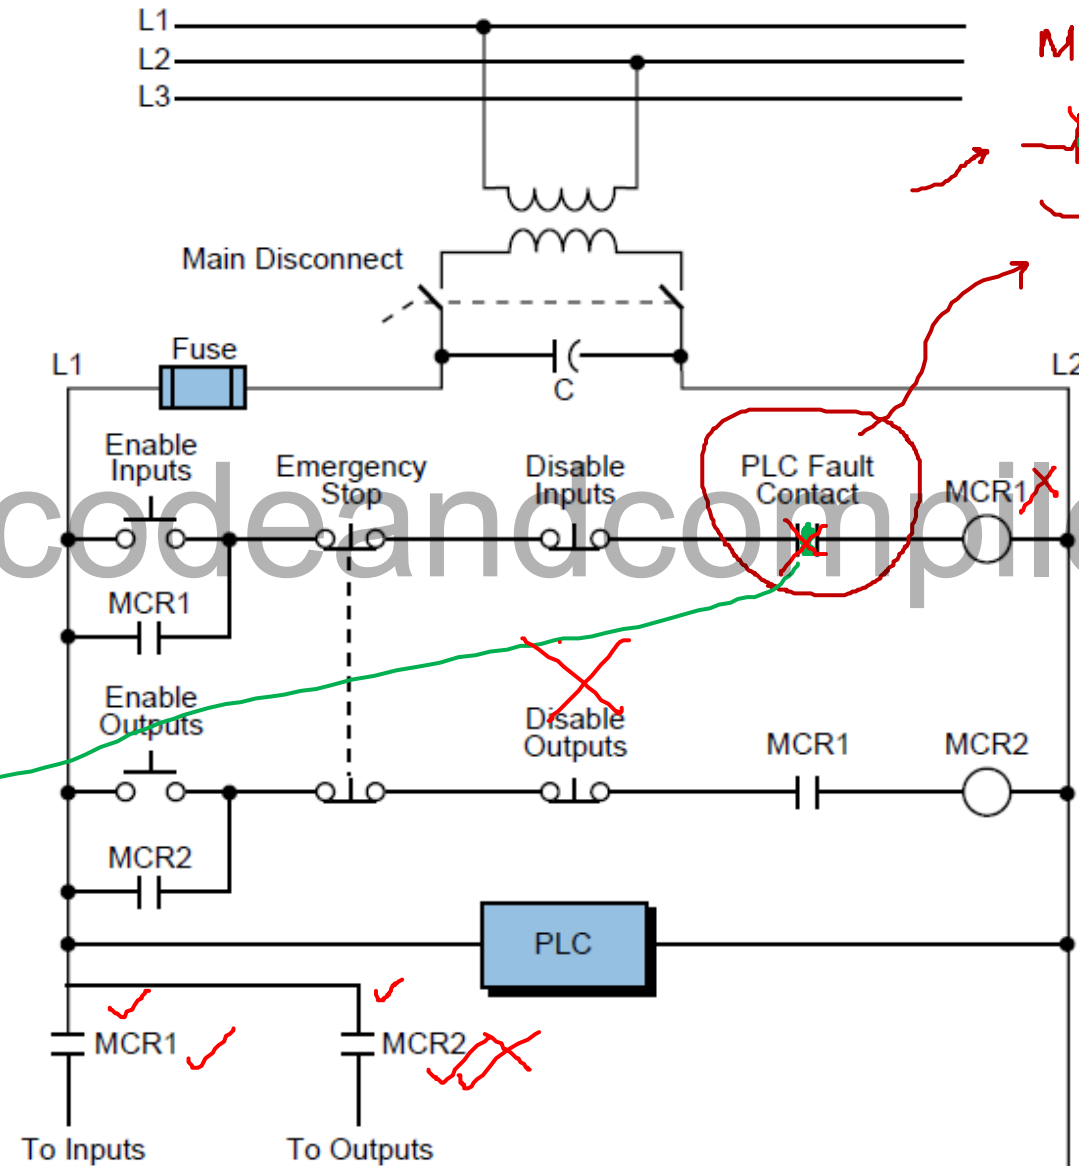 L1
L2
L3
M
Main Disconnect
Fuse
L1
L2
C
Enable
Inputs
Emergency
Stop
Disable
Inputs
PLC Fault
Contact
MCR1
codeandcompile
MCR1
Enable
Outputs
Disable
Outputs
MCR1
MCR2
MCR2
PLC
MCR1
MCR2
To Inputs
To Outputs